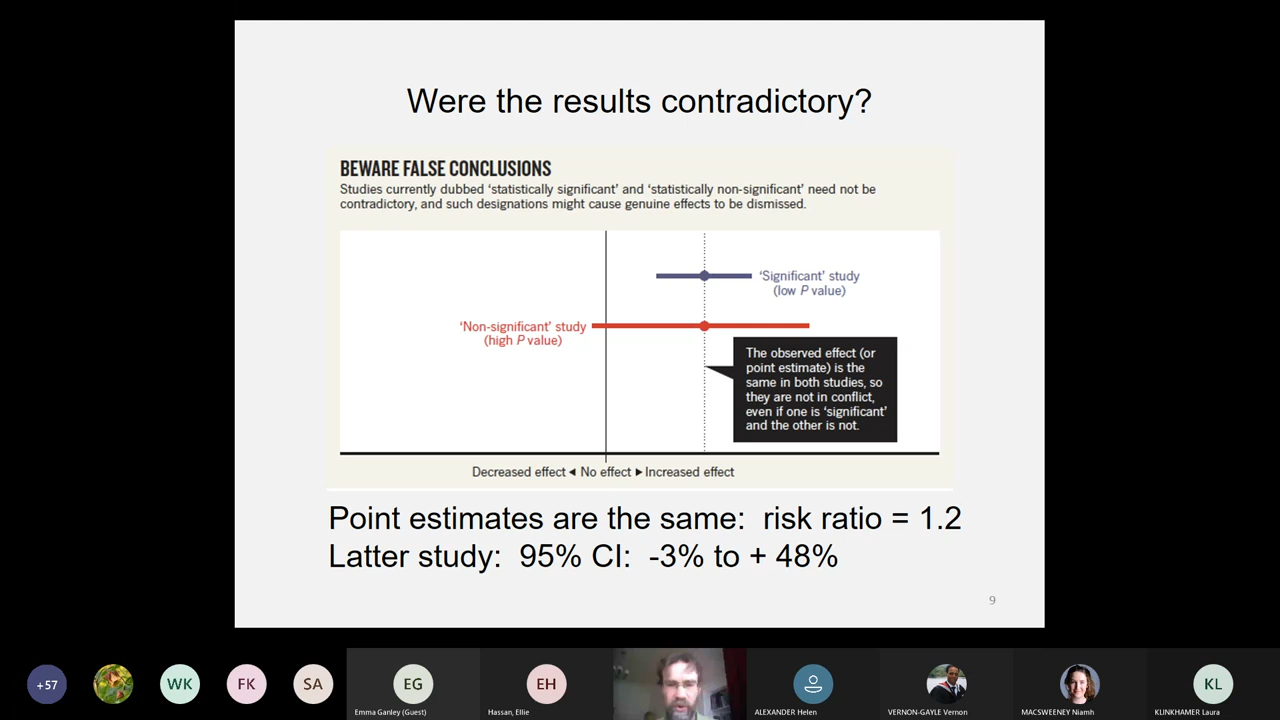 Were the results contradictory?
BEWARE FALSE CONCLUSIONS
Studies currently dubbed ‘statistically significant’ and ‘statistically non-significant’ need not be
contradictory, and such designations might cause genuine effects to be dismissed.
‘Significant’ study
(low P value)
‘Non-significant’ study
(high P value)
The observed effect (or
point estimate) is the
same in both studies, so
they are not in conflict,
even if one is ‘significant’
and the other is not.
Decreased effect ◄ No effect ► Increased effect
Point estimates are the same: risk ratio = 1.2
Latter study: 95% CI: -3% to + 48%
9
+57
WK
FK
SA
EG
EH
KL
Emma Ganley (Guest)
Hassan, Ellie
ALEXANDER Helen
VERNON-GAYLE Vernon
MACSWEENEY Niamh
KLINKHAMER Laura